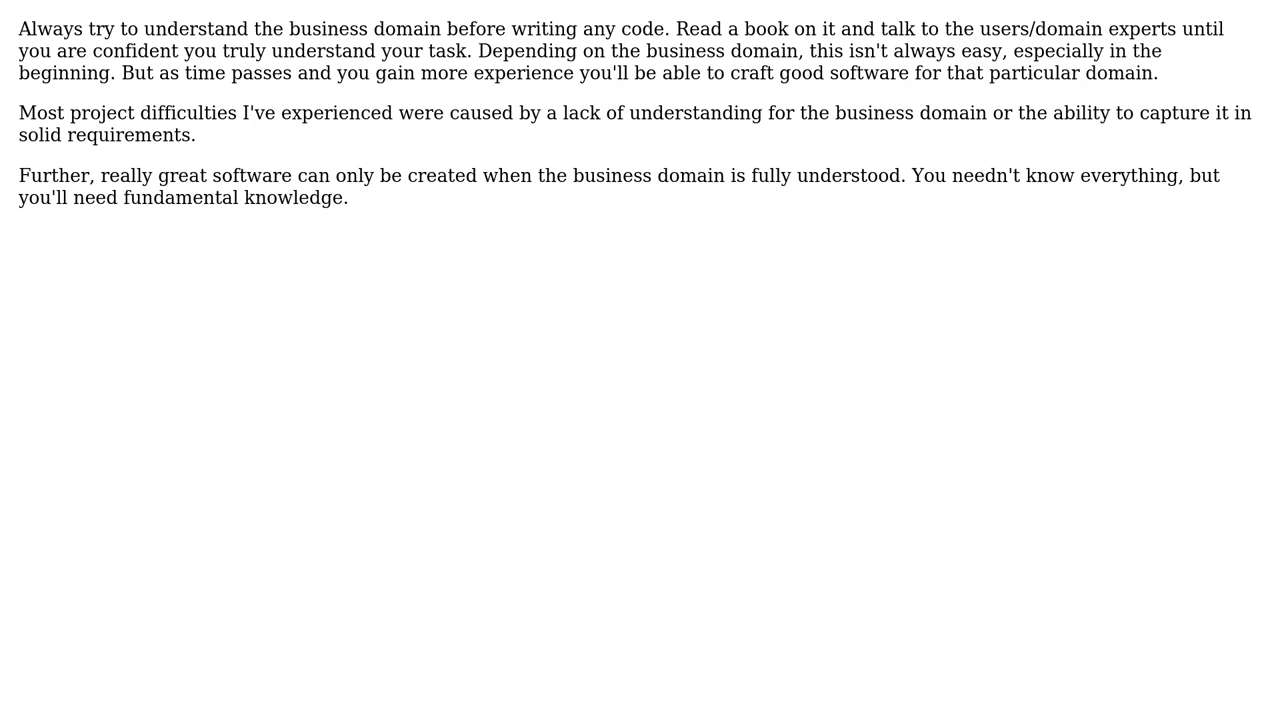 Always try to understand the business domain before writing any code. Read a book on it and talk to the users/domain experts until
you are confident you truly understand your task. Depending on the business domain, this isn't always easy, especially in the
beginning. But as time passes and you gain more experience you'll be able to craft good software for that particular domain.
Most project difficulties I've experienced were caused by a lack of understanding for the business domain or the ability to capture it in
solid requirements.
Further, really great software can only be created when the business domain is fully understood. You needn't know everything, but
you'll need fundamental knowledge.